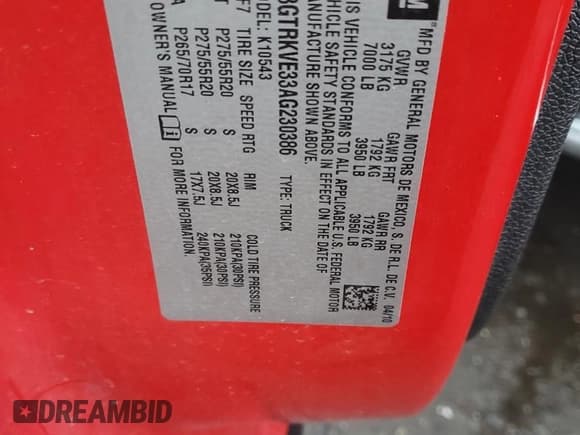 GM
MFD BY GENERAL MOTORS DE MEXICO, S. DE R.L. DE C.V. 04/10
GVWR GAWR FRT GAWR RR
3175 KG 1792 KG 1792 KG
7000 LB 3950 LB 3950 LB
IS VEHICLE CONFORMS TO ALL APPLICABLE U.S. FEDERAL MOTOR
VEHICLE SAFETY STANDARDS IN EFFECT ON THE DATE OF
MANUFACTURE SHOWN ABOVE.
3GTRKVE33AG230386 TYPE: TRUCK
K10543
TIRE SIZE SPEED RTG RIM COLD TIRE PRESSURE
P275/55R20 S 20X8.5J 210KPA(30PSI)
P275/55R20 S 20X8.5J 210KPA(30PSI)
P265/70R17 S 17X7.5J 240KPA(35PSI)
OWNER'S MANUAL FOR MORE INFORMATION.
DREAMBID